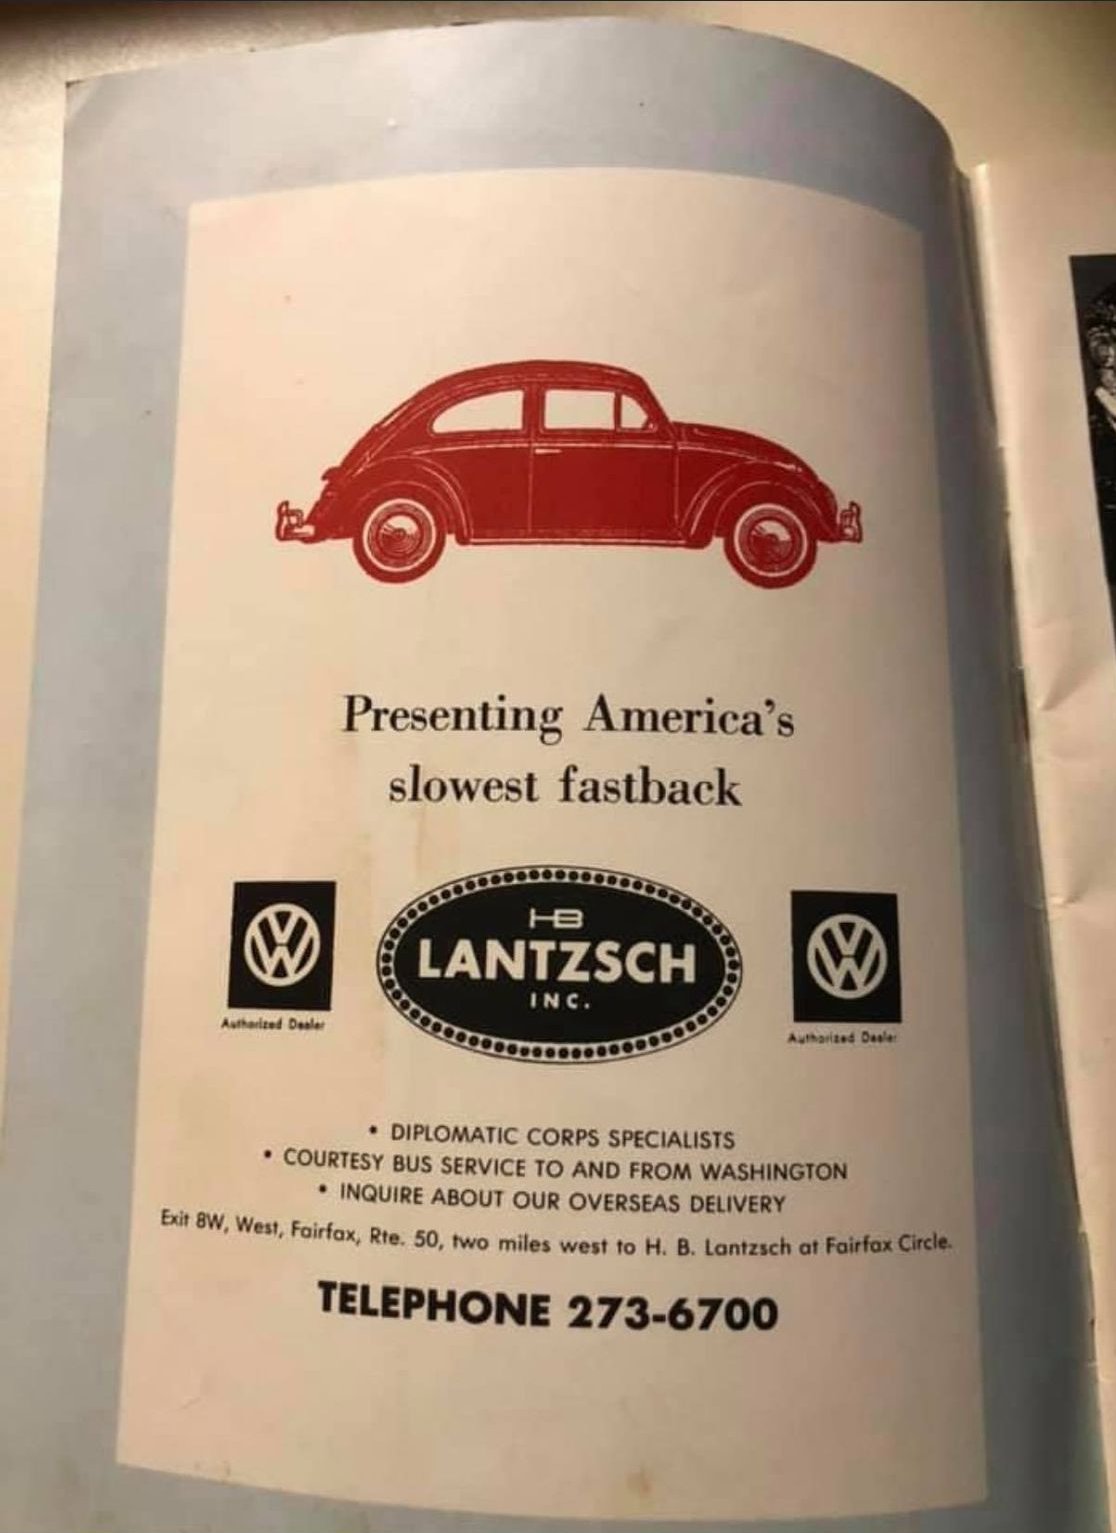 Presenting America's
slowest fastback
HB
LANTZSCH
INC.
VW
Authorized Dealer
VW
Authorized Dealer
• DIPLOMATIC CORPS SPECIALISTS
• COURTESY BUS SERVICE TO AND FROM WASHINGTON
• INQUIRE ABOUT OUR OVERSEAS DELIVERY
Exit 8W, West, Fairfax, Rte. 50, two miles west to H. B. Lantzsch at Fairfax Circle.
TELEPHONE 273-6700